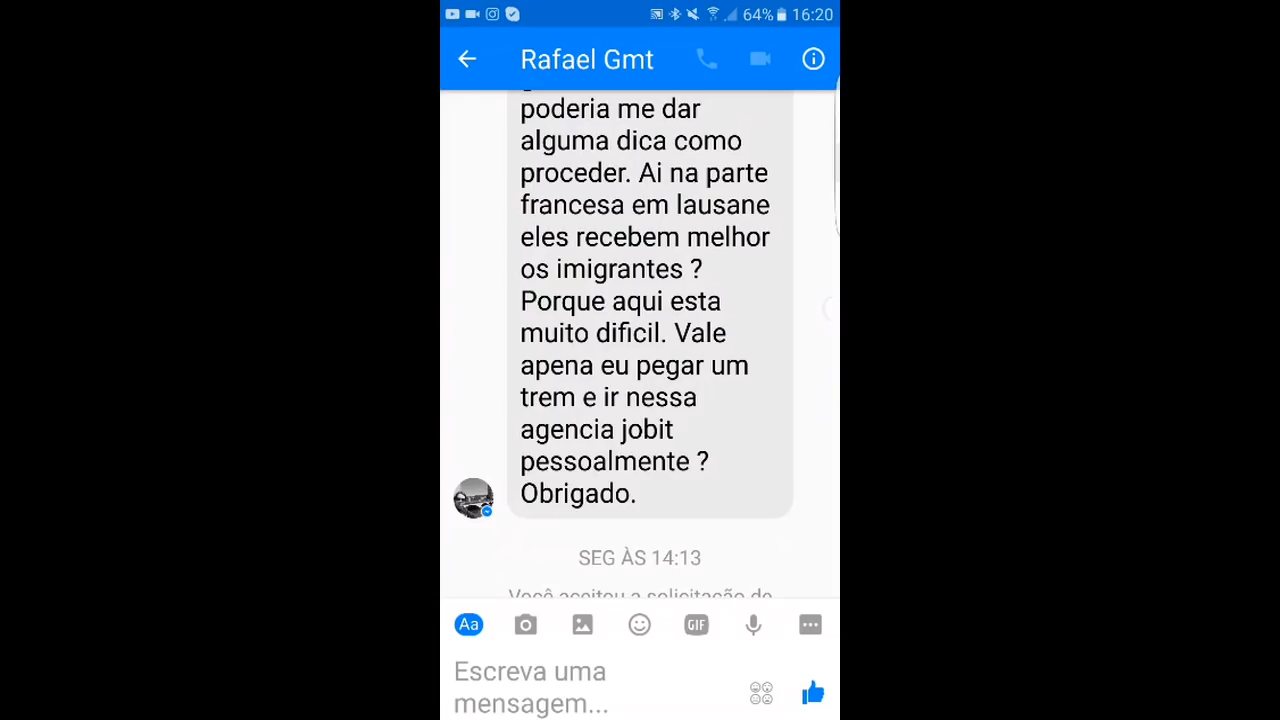 64% 16:20
Rafael Gmt
poderia me dar
alguma dica como
proceder. Ai na parte
francesa em lausane
eles recebem melhor
os imigrantes ?
Porque aqui esta
muito dificil. Vale
apena eu pegar um
trem e ir nessa
agencia jobit
pessoalmente ?
Obrigado.
SEG ÀS 14:13
Você aceitou a solicitação de
Aa
GIF
Escreva uma
mensagem...